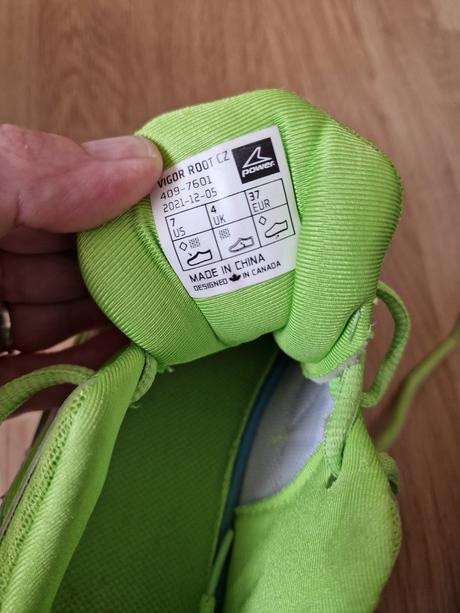 VIGOR ROOT CZ
409-7601
2021-12-05
power
7 4 37
US UK EUR
MADE IN CHINA
DESIGNED IN CANADA